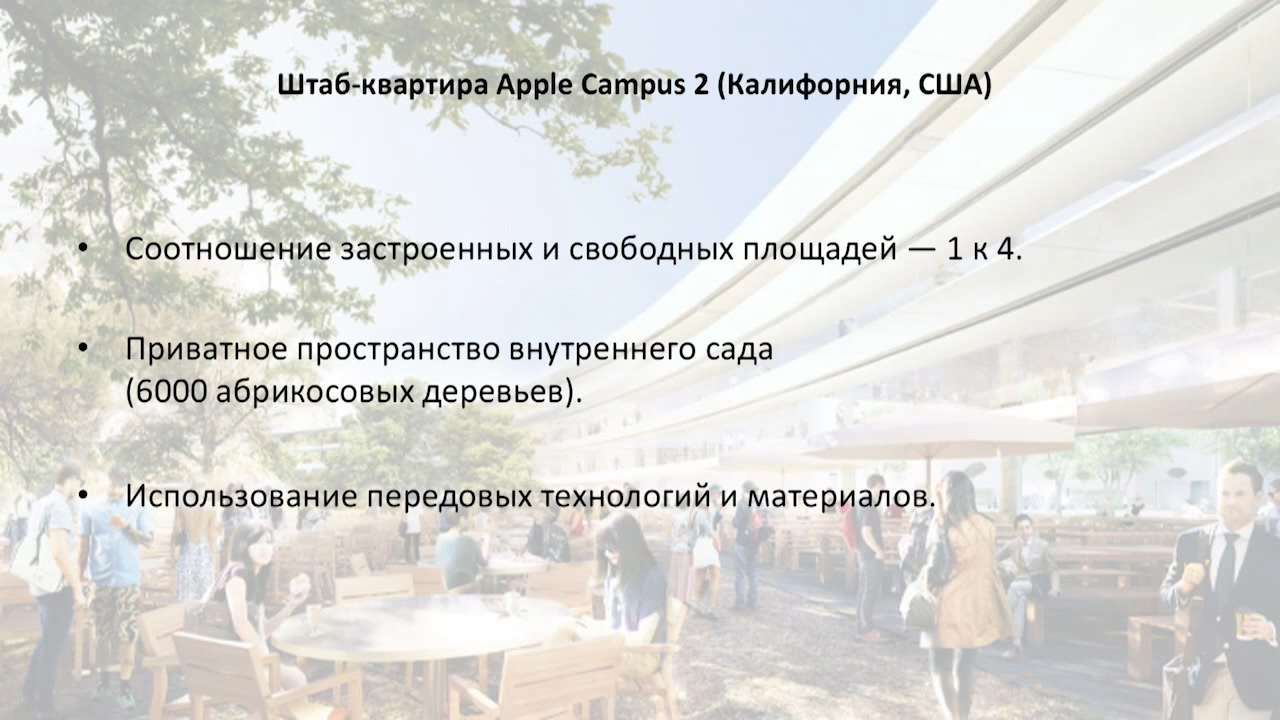 Штаб-квартира Apple Campus 2 (Калифорния, США)
• Соотношение застроенных и свободных площадей — 1 к 4.
• Приватное пространство внутреннего сада
(6000 абрикосовых деревьев).
• Использование передовых технологий и материалов.